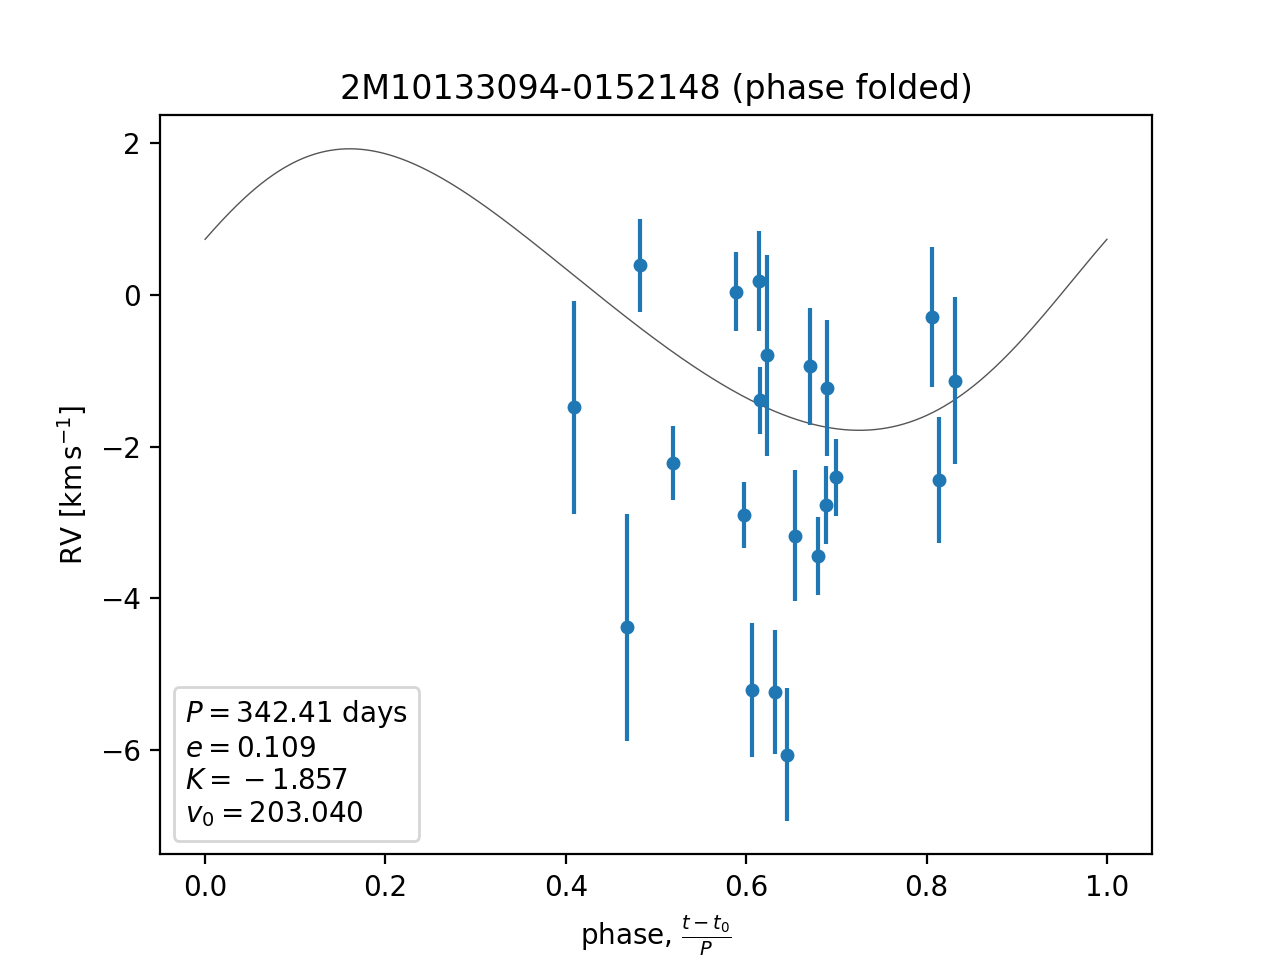 2M10133094-0152148 (phase folded)
RV [km s⁻¹]
2
0
−2
−4
−6
P = 342.41 days
e = 0.109
K = −1.857
v₀ = 203.040
0.0 0.2 0.4 0.6 0.8 1.0
phase, (t − t₀)/P